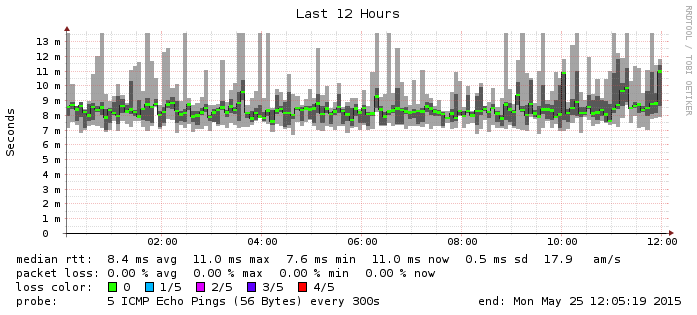 Last 12 Hours
RRDTOOL / TOBI OETIKER
Seconds
13 m
12 m
11 m
10 m
9 m
8 m
7 m
6 m
5 m
4 m
3 m
2 m
1 m
0
02:00 04:00 06:00 08:00 10:00 12:00
median rtt: 8.4 ms avg 11.0 ms max 7.6 ms min 11.0 ms now 0.5 ms sd 17.9 am/s
packet loss: 0.00 % avg 0.00 % max 0.00 % min 0.00 % now
loss color: 0 1/5 2/5 3/5 4/5
probe: 5 ICMP Echo Pings (56 Bytes) every 300s end: Mon May 25 12:05:19 2015